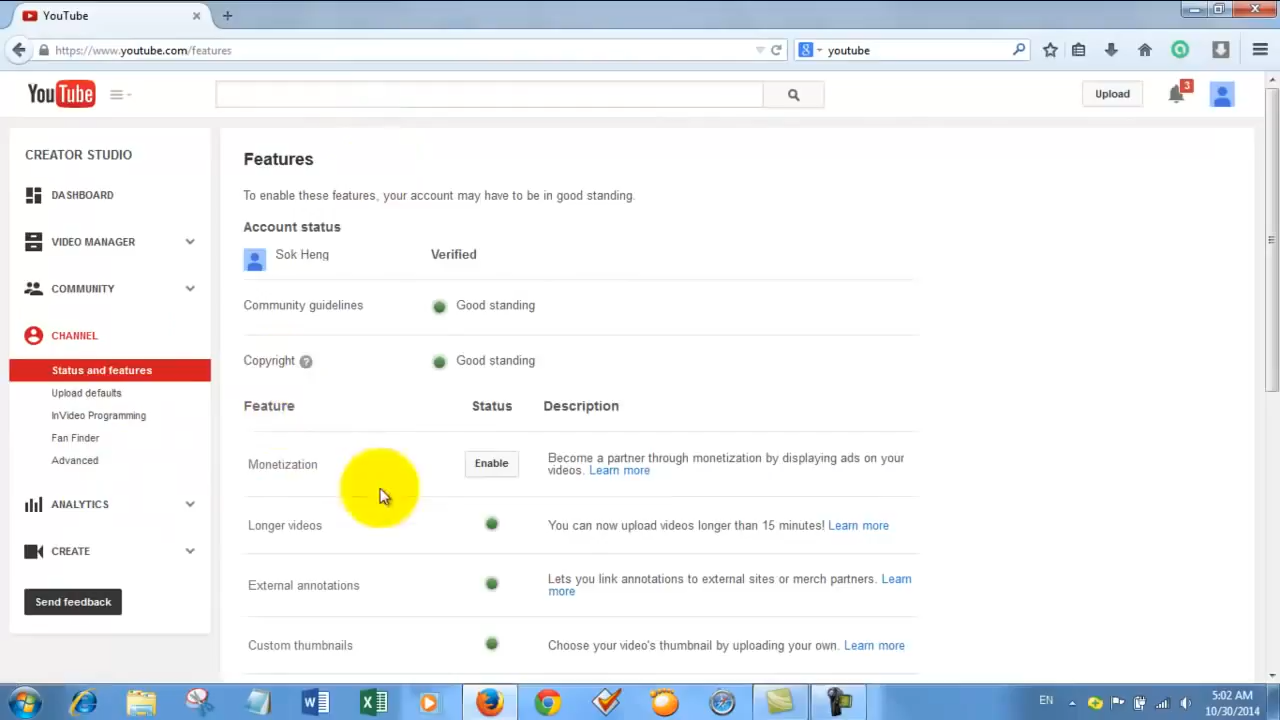 YouTube
https://www.youtube.com/features
youtube
YouTube
Upload
3
CREATOR STUDIO
DASHBOARD
VIDEO MANAGER
COMMUNITY
CHANNEL
Status and features
Upload defaults
InVideo Programming
Fan Finder
Advanced
ANALYTICS
CREATE
Send feedback
Features
To enable these features, your account may have to be in good standing.
Account status
Sok Heng Verified
Community guidelines Good standing
Copyright ? Good standing
Feature Status Description
Monetization Enable Become a partner through monetization by displaying ads on your
videos. Learn more
Longer videos You can now upload videos longer than 15 minutes! Learn more
External annotations Lets you link annotations to external sites or merch partners. Learn
more
Custom thumbnails Choose your video's thumbnail by uploading your own. Learn more
EN
5:02 AM
10/30/2014